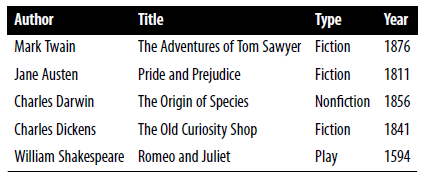 Author Title Type Year
Mark Twain The Adventures of Tom Sawyer Fiction 1876
Jane Austen Pride and Prejudice Fiction 1811
Charles Darwin The Origin of Species Nonfiction 1856
Charles Dickens The Old Curiosity Shop Fiction 1841
William Shakespeare Romeo and Juliet Play 1594